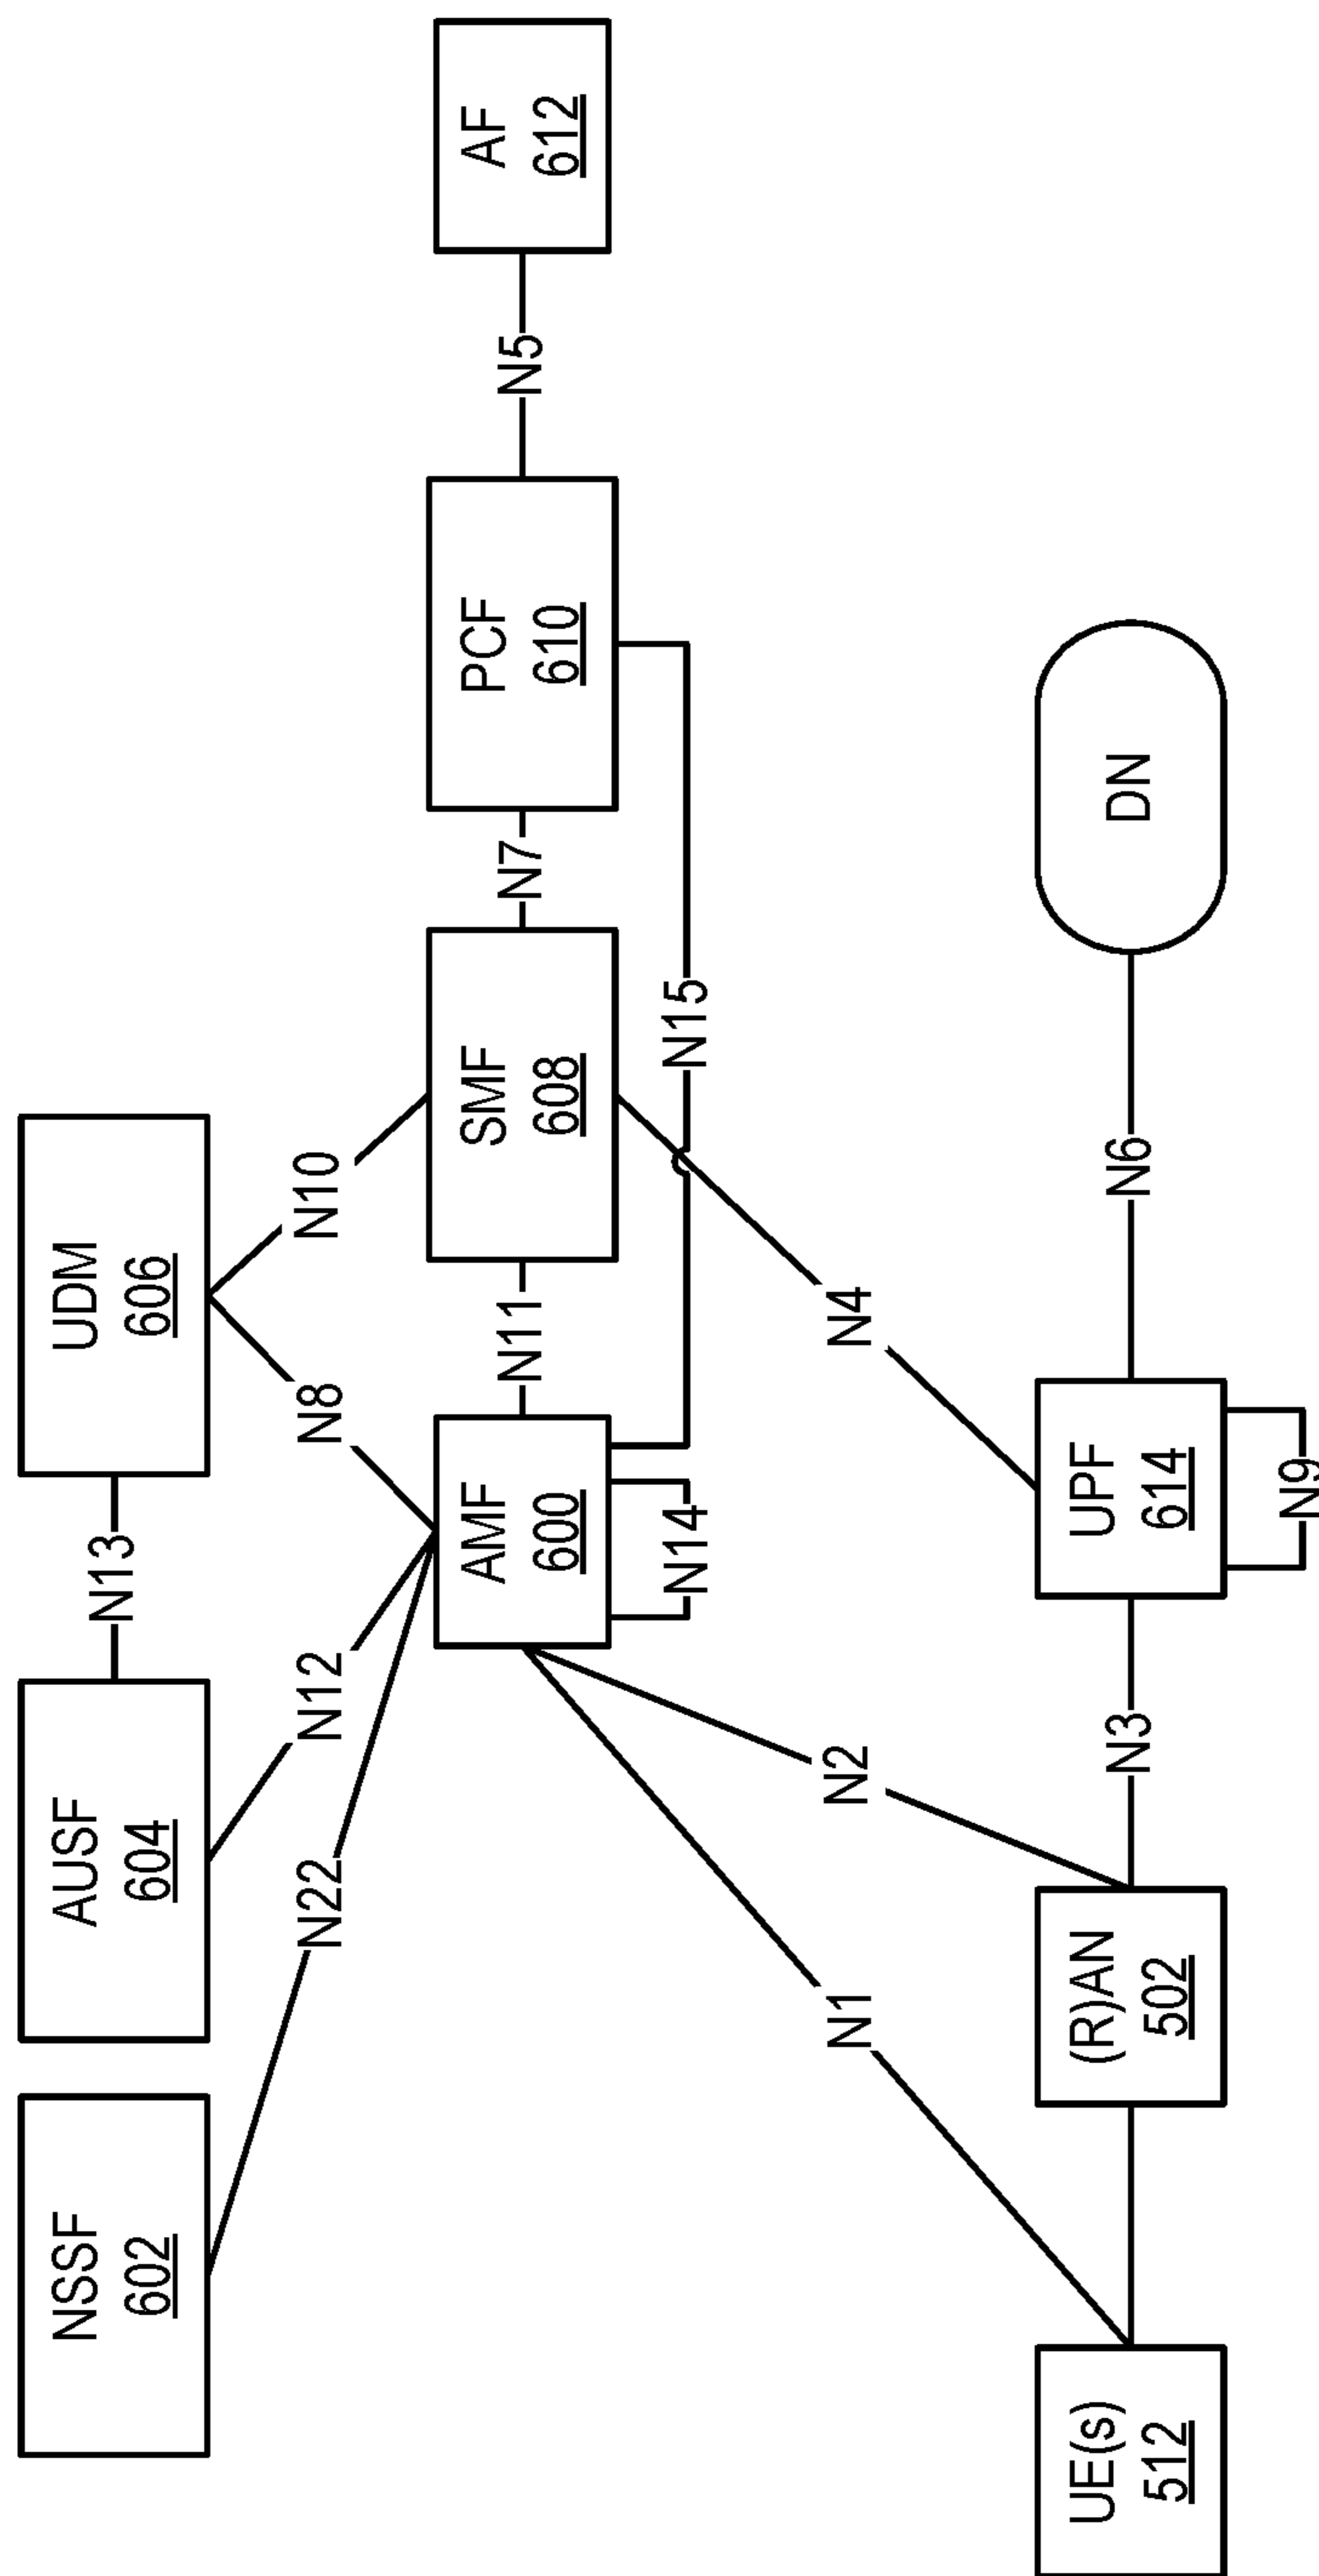 NSSF
602
AUSF
604
UDM
606
N13
N22
N12
N8
N10
AMF
600
N11
SMF
608
N7
PCF
610
N5
AF
612
N14
N15
N1
N2
N4
UE(s)
512
(R)AN
502
N3
UPF
614
N6
DN
N9